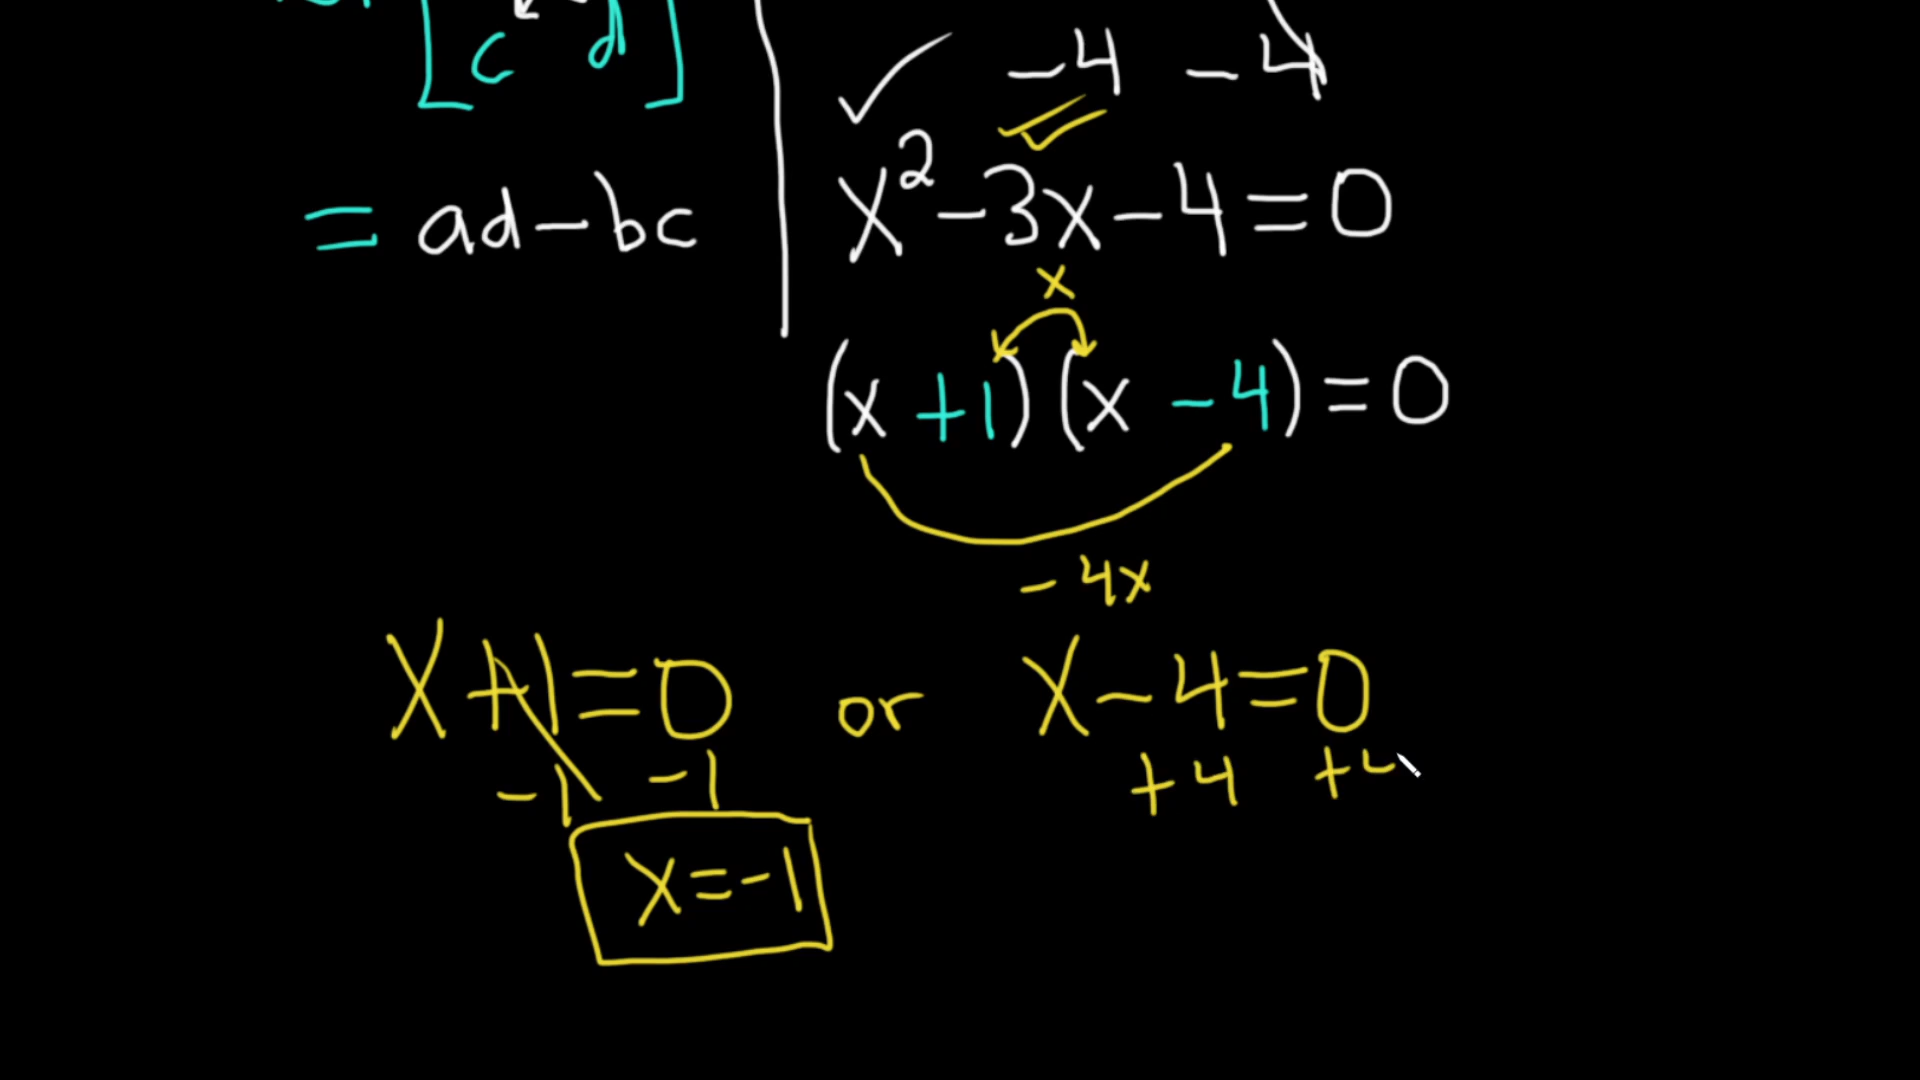 [c d]
= ad - bc
✓ -4 -4
x² - 3x - 4 = 0
x
(x + 1)(x - 4) = 0
- 4x
x + 1 = 0 or x - 4 = 0
- 1 - 1 + 4 + 4
x = -1